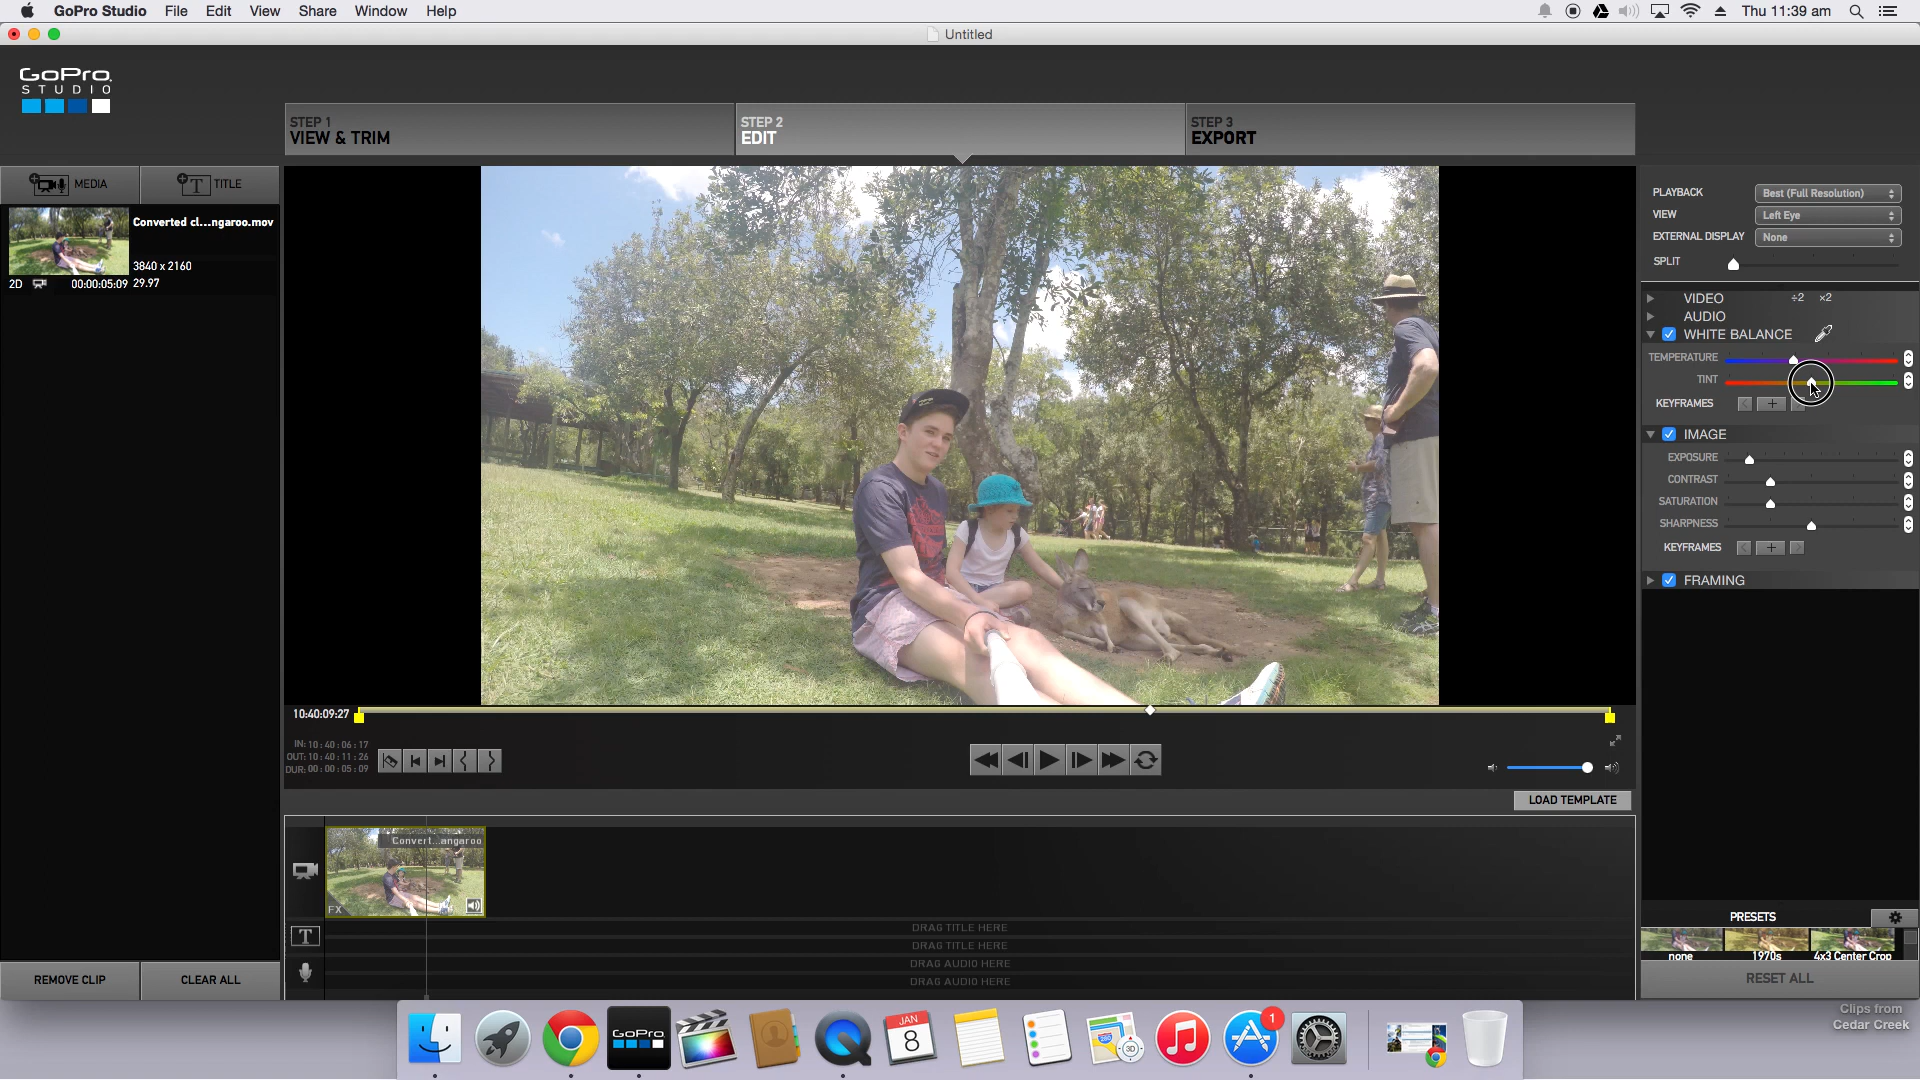 GoPro Studio File Edit View Share Window Help
Thu 11:39 am
Untitled
GoPro
STUDIO
STEP 1
VIEW & TRIM
STEP 2
EDIT
STEP 3
EXPORT
MEDIA
TITLE
Converted cl...ngaroo.mov
3840 x 2160
2D 00:00:05:09 29.97
PLAYBACK Best (Full Resolution)
VIEW Left Eye
EXTERNAL DISPLAY None
SPLIT
VIDEO ÷2 x2
AUDIO
WHITE BALANCE
TEMPERATURE
TINT
KEYFRAMES
IMAGE
EXPOSURE
CONTRAST
SATURATION
SHARPNESS
KEYFRAMES
FRAMING
10:40:09:27
IN: 10:40:06:17
OUT: 10:40:11:26
DUR: 00:00:05:09
LOAD TEMPLATE
Convert...angaroo
FX
DRAG TITLE HERE
DRAG TITLE HERE
DRAG AUDIO HERE
DRAG AUDIO HERE
REMOVE CLIP
CLEAR ALL
PRESETS
none
1970s
4x3 Center Crop
RESET ALL
Clips from
Cedar Creek
GoPro
JAN
8
3D
1